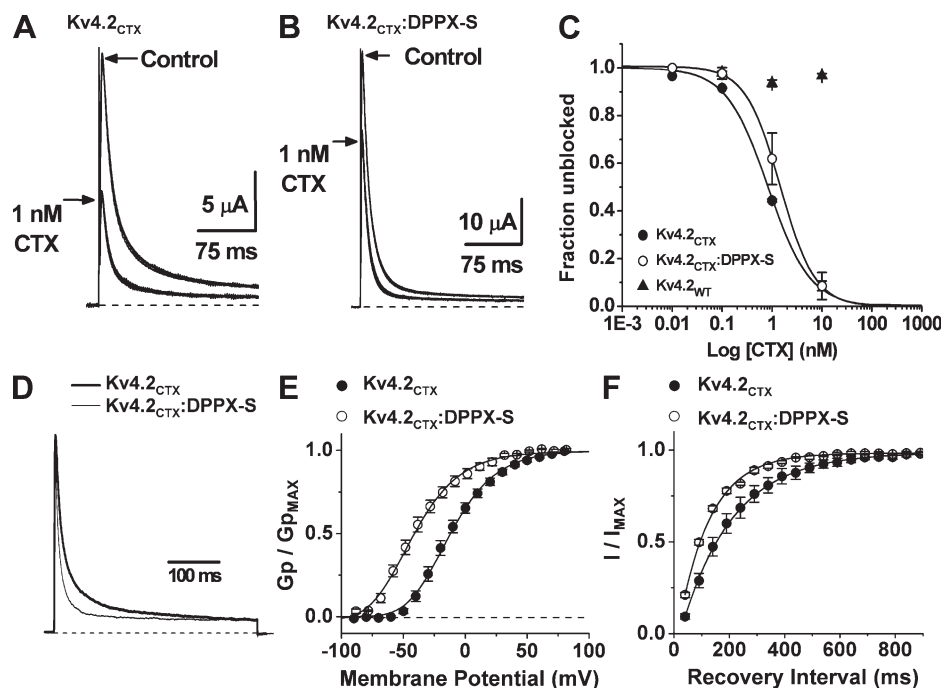 A Kv4.2CTX
Control
1 nM
CTX
5 µA
75 ms
B Kv4.2CTX:DPPX-S
Control
1 nM
CTX
10 µA
75 ms
C
Fraction unblocked
1.0
0.8
0.6
0.4
0.2
0.0
Kv4.2CTX
Kv4.2CTX:DPPX-S
Kv4.2WT
1E-3 0.01 0.1 1 10 100 1000
Log [CTX] (nM)
D
Kv4.2CTX
Kv4.2CTX:DPPX-S
100 ms
E
Kv4.2CTX
Kv4.2CTX:DPPX-S
Gp / GpMAX
1.0
0.5
0.0
-100 -50 0 50 100
Membrane Potential (mV)
F
Kv4.2CTX
Kv4.2CTX:DPPX-S
I / IMAX
1.0
0.5
0.0
0 200 400 600 800
Recovery Interval (ms)